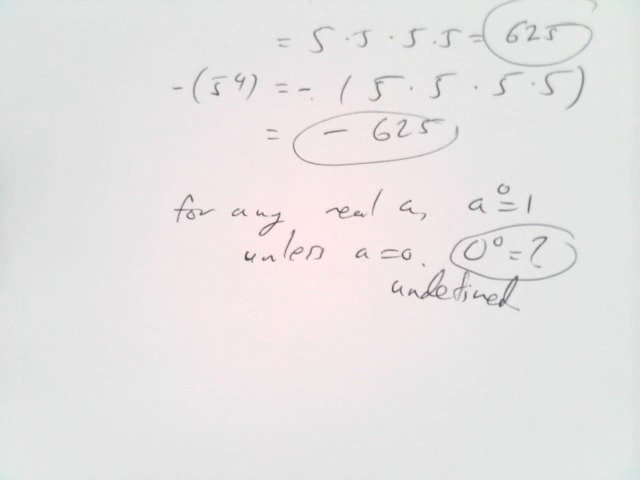 = 5 · 5 · 5 · 5 = 625
-(5⁴) = - (5 · 5 · 5 · 5)
= - 625
for any real a, a⁰=1
unless a=0. 0⁰=?
undefined